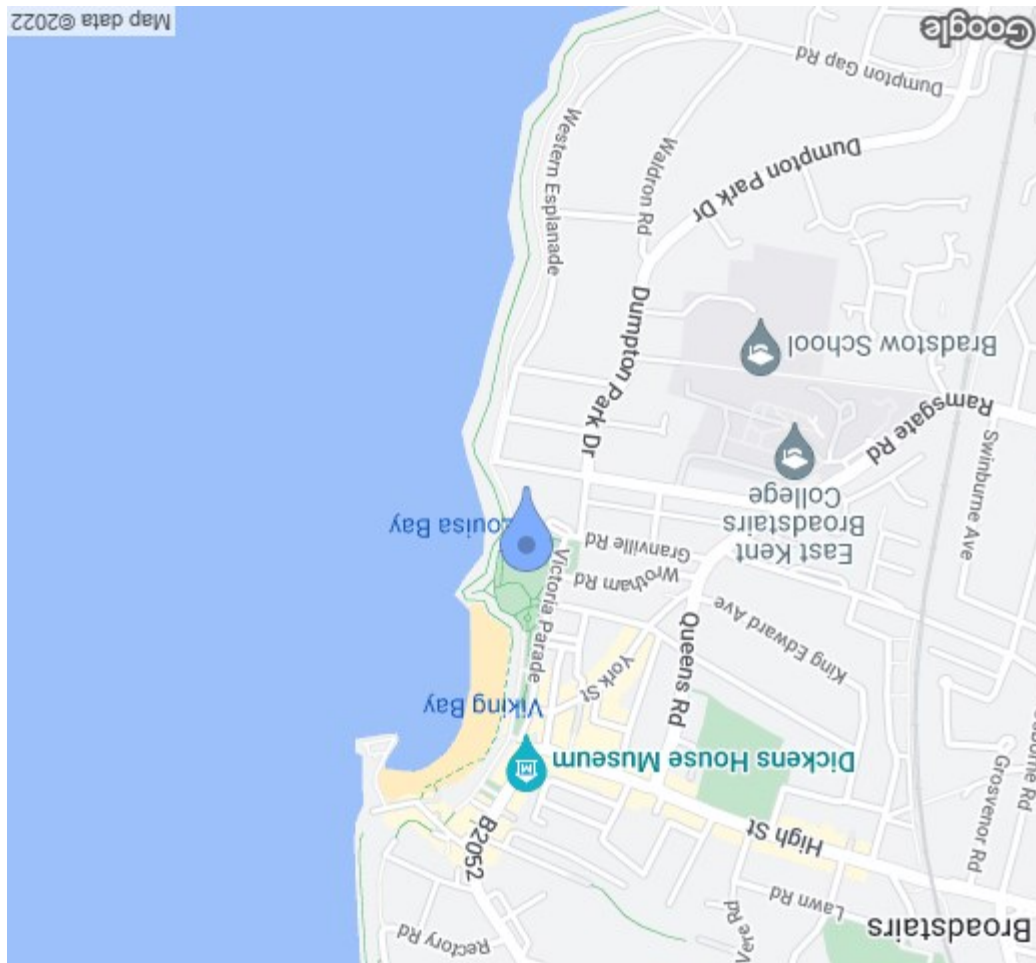 Rectory Rd
Broadstairs
Vere Rd
Lawn Rd
B2052
High St
Grosvenor Rd
Dickens House Museum
Viking Bay
Queens Rd
York St
King Edward Ave
Victoria Parade
Wrotham Rd
Granville Rd
East Kent
Broadstairs
College
Louisa Bay
Swinburne Ave
Ramsgate Rd
Dumpton Park Dr
Bradstow School
Western Esplanade
Waldron Rd
Dumpton Park Dr
Dumpton Gap Rd
Google
Map data ©2022